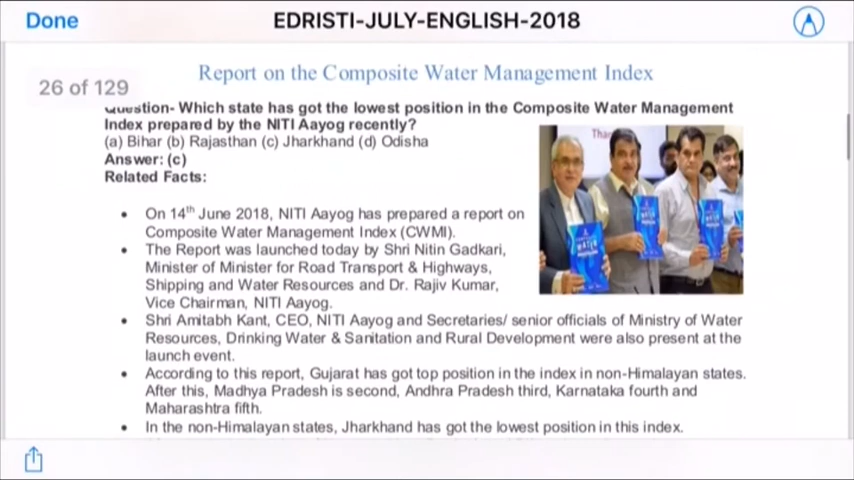 Done
EDRISTI-JULY-ENGLISH-2018
Report on the Composite Water Management Index
26 of 129
Question- Which state has got the lowest position in the Composite Water Management
Index prepared by the NITI Aayog recently?
(a) Bihar (b) Rajasthan (c) Jharkhand (d) Odisha
Answer: (c)
Related Facts:
• On 14th June 2018, NITI Aayog has prepared a report on
Composite Water Management Index (CWMI).
• The Report was launched today by Shri Nitin Gadkari,
Minister of Minister for Road Transport & Highways,
Shipping and Water Resources and Dr. Rajiv Kumar,
Vice Chairman, NITI Aayog.
• Shri Amitabh Kant, CEO, NITI Aayog and Secretaries/ senior officials of Ministry of Water
Resources, Drinking Water & Sanitation and Rural Development were also present at the
launch event.
• According to this report, Gujarat has got top position in the index in non-Himalayan states.
After this, Madhya Pradesh is second, Andhra Pradesh third, Karnataka fourth and
Maharashtra fifth.
• In the non-Himalayan states, Jharkhand has got the lowest position in this index.